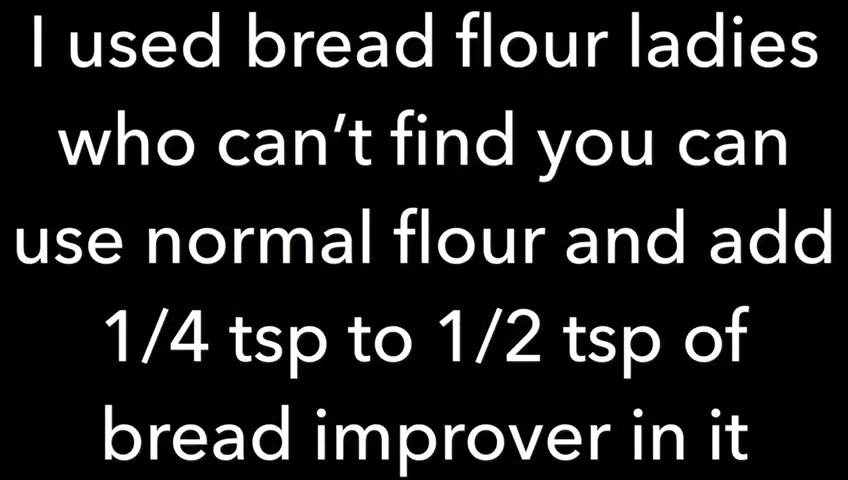 I used bread flour ladies
who can’t find you can
use normal flour and add
1/4 tsp to 1/2 tsp of
bread improver in it